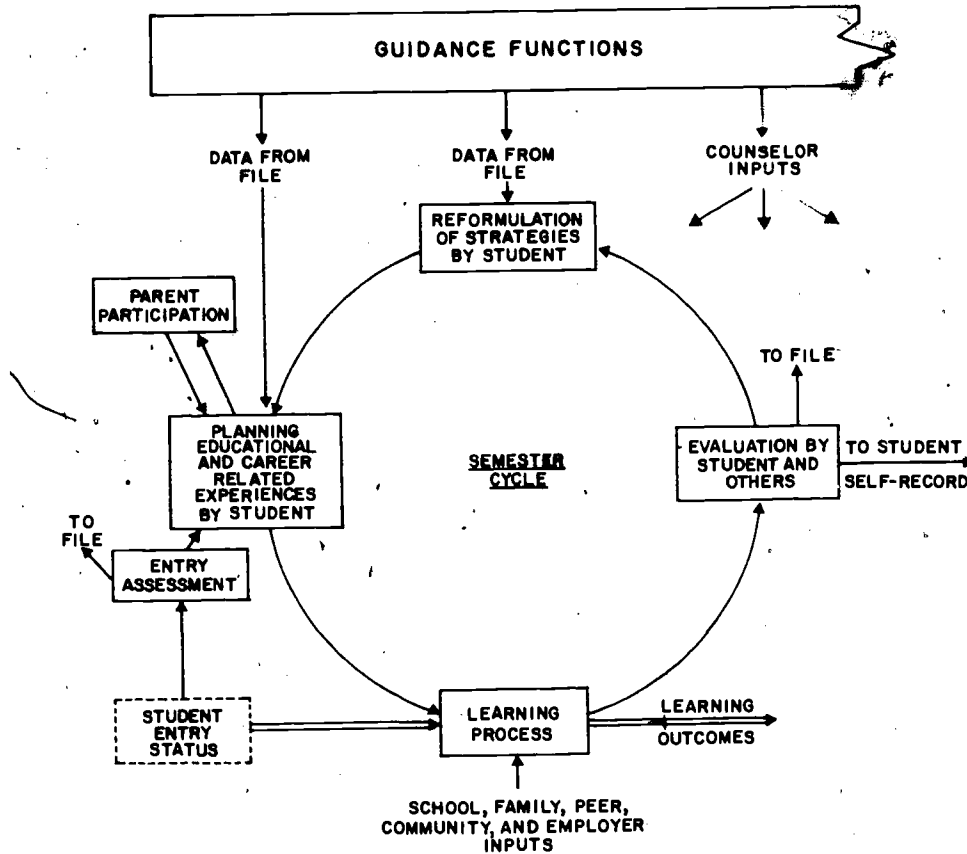 GUIDANCE FUNCTIONS
DATA FROM
FILE
DATA FROM
FILE
COUNSELOR
INPUTS
REFORMULATION
OF STRATEGIES
BY STUDENT
PARENT
PARTICIPATION
TO FILE
PLANNING
EDUCATIONAL
AND CAREER
RELATED
EXPERIENCES
BY STUDENT
SEMESTER
CYCLE
EVALUATION BY
STUDENT AND
OTHERS
TO STUDENT
SELF-RECORD
TO
FILE
ENTRY
ASSESSMENT
STUDENT
ENTRY
STATUS
LEARNING
PROCESS
LEARNING
OUTCOMES
SCHOOL, FAMILY, PEER,
COMMUNITY, AND EMPLOYER
INPUTS